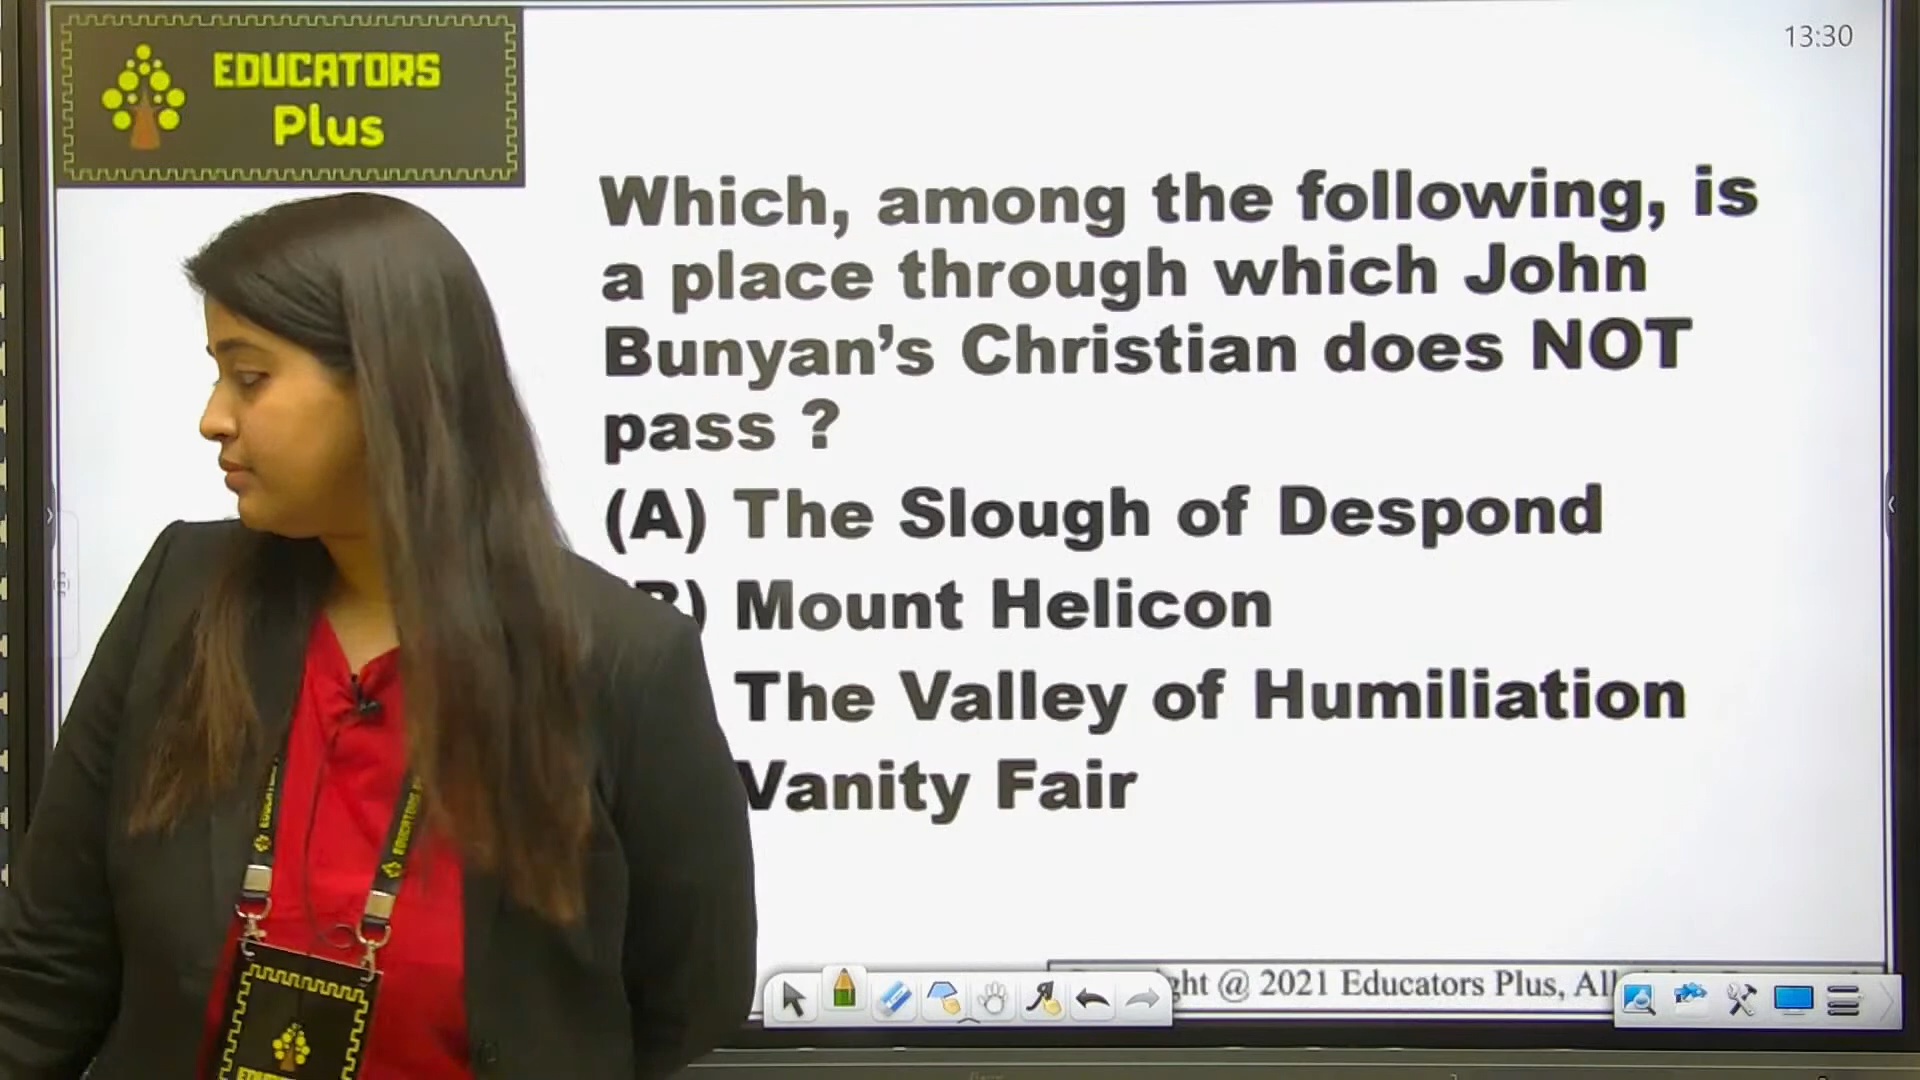 EDUCATORS
Plus
13:30
Which, among the following, is
a place through which John
Bunyan’s Christian does NOT
pass ?
(A) The Slough of Despond
) Mount Helicon
The Valley of Humiliation
Vanity Fair
ght @ 2021 Educators Plus, All